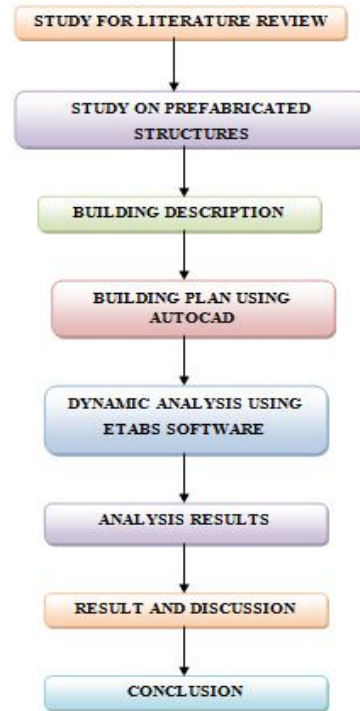 STUDY FOR LITERATURE REVIEW
STUDY ON PREFABRICATED
STRUCTURES
BUILDING DESCRIPTION
BUILDING PLAN USING
AUTOCAD
DYNAMIC ANALYSIS USING
ETABS SOFTWARE
ANALYSIS RESULTS
RESULT AND DISCUSSION
CONCLUSION